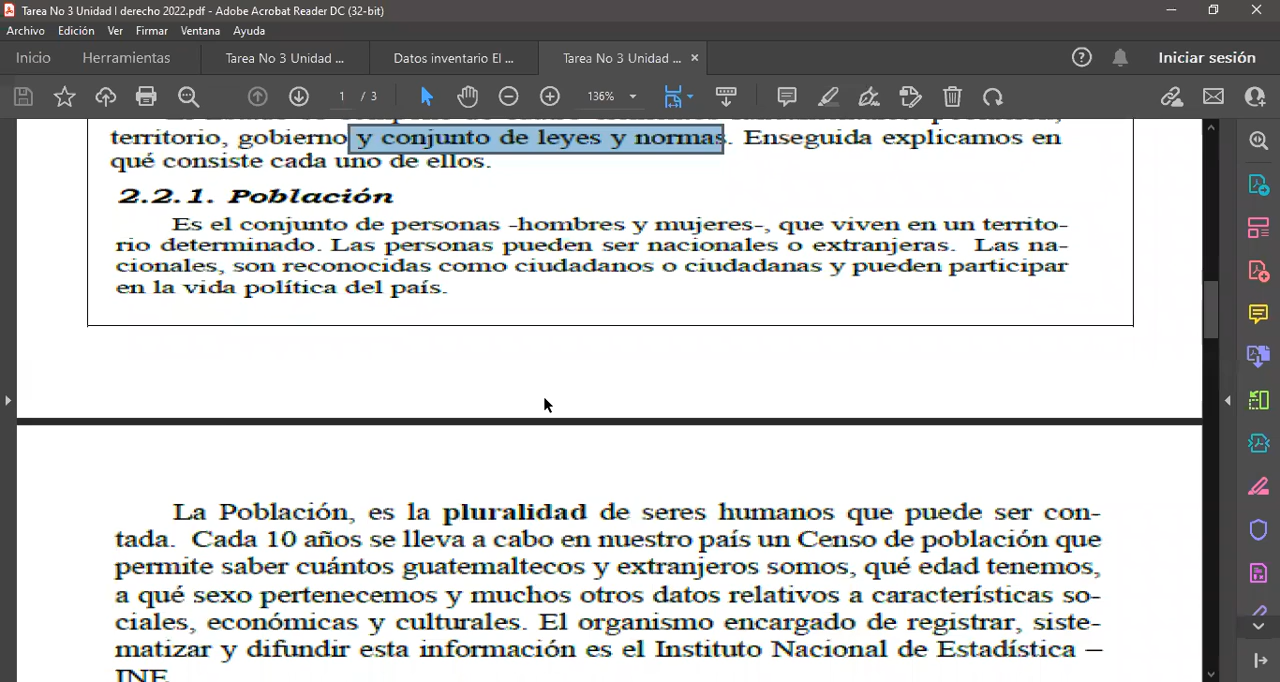 Tarea No 3 Unidad I derecho 2022.pdf - Adobe Acrobat Reader DC (32-bit)
Archivo Edición Ver Firmar Ventana Ayuda
Inicio Herramientas Tarea No 3 Unidad ... Datos inventario El ... Tarea No 3 Unidad ... × Iniciar sesión
1 / 3 136%
territorio, gobierno y conjunto de leyes y normas. Enseguida explicamos en
qué consiste cada uno de ellos.
2.2.1. Población
Es el conjunto de personas -hombres y mujeres-, que viven en un territo-
rio determinado. Las personas pueden ser nacionales o extranjeras. Las na-
cionales, son reconocidas como ciudadanos o ciudadanas y pueden participar
en la vida política del país.
La Población, es la pluralidad de seres humanos que puede ser con-
tada. Cada 10 años se lleva a cabo en nuestro país un Censo de población que
permite saber cuántos guatemaltecos y extranjeros somos, qué edad tenemos,
a qué sexo pertenecemos y muchos otros datos relativos a características so-
ciales, económicas y culturales. El organismo encargado de registrar, siste-
matizar y difundir esta información es el Instituto Nacional de Estadística –
INE